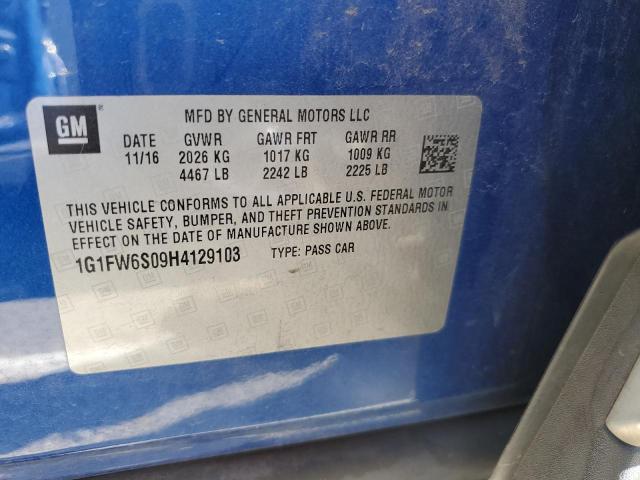 GM
MFD BY GENERAL MOTORS LLC
DATE GVWR GAWR FRT GAWR RR
11/16 2026 KG 1017 KG 1009 KG
4467 LB 2242 LB 2225 LB
THIS VEHICLE CONFORMS TO ALL APPLICABLE U.S. FEDERAL MOTOR
VEHICLE SAFETY, BUMPER, AND THEFT PREVENTION STANDARDS IN
EFFECT ON THE DATE OF MANUFACTURE SHOWN ABOVE.
1G1FW6S09H4129103 TYPE: PASS CAR